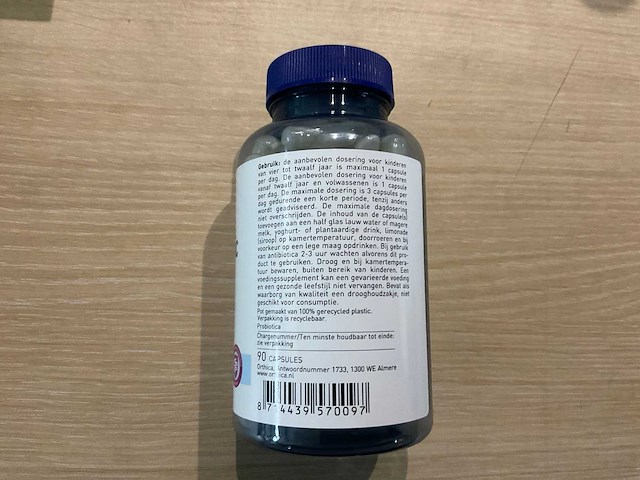 Gebruik: de aanbevolen dosering voor kinderen
van vier tot twaalf jaar is maximaal 1 capsule
per dag. De aanbevolen dosering voor kinderen
vanaf twaalf jaar en volwassenen is 1 capsule
per dag. De maximale dosering is 3 capsules per
dag gedurende een korte periode, tenzij anders
wordt geadviseerd. De maximale dagdosering
niet overschrijden. De inhoud van de capsule(s)
toevoegen aan een half glas lauw water of magere
melk, yoghurt- of plantaardige drink, limonade
(siroop) op kamertemperatuur, doorroeren en bij
voorkeur op een lege maag opdrinken. Bij gebruik
van antibiotica 2-3 uur wachten alvorens dit pro-
duct te gebruiken. Droog en bij kamertempera-
tuur bewaren, buiten bereik van kinderen. Een
voedingssupplement kan een gevarieerde voeding
en een gezonde leefstijl niet vervangen. Bevat als
waarborg van kwaliteit een drooghoudzakje, niet
geschikt voor consumptie.
Pot gemaakt van 100% gerecycled plastic.
Verpakking is recyclebaar.
Probiotica
Chargenummer/Ten minste houdbaar tot einde:
zie verpakking
90 CAPSULES
Orthica, Antwoordnummer 1733, 1300 WE Almere
www.orthica.nl
8 714439 570097